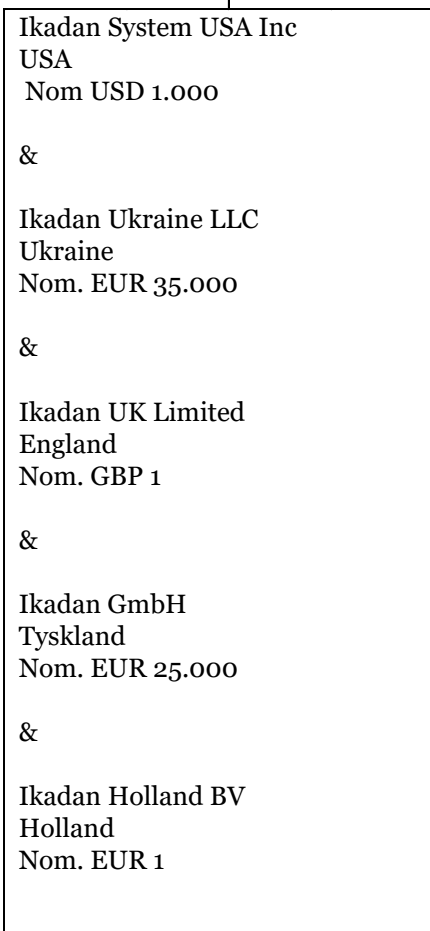 Ikadan System USA Inc
USA
Nom USD 1.000
&
Ikadan Ukraine LLC
Ukraine
Nom. EUR 35.000
&
Ikadan UK Limited
England
Nom. GBP 1
&
Ikadan GmbH
Tyskland
Nom. EUR 25.000
&
Ikadan Holland BV
Holland
Nom. EUR 1